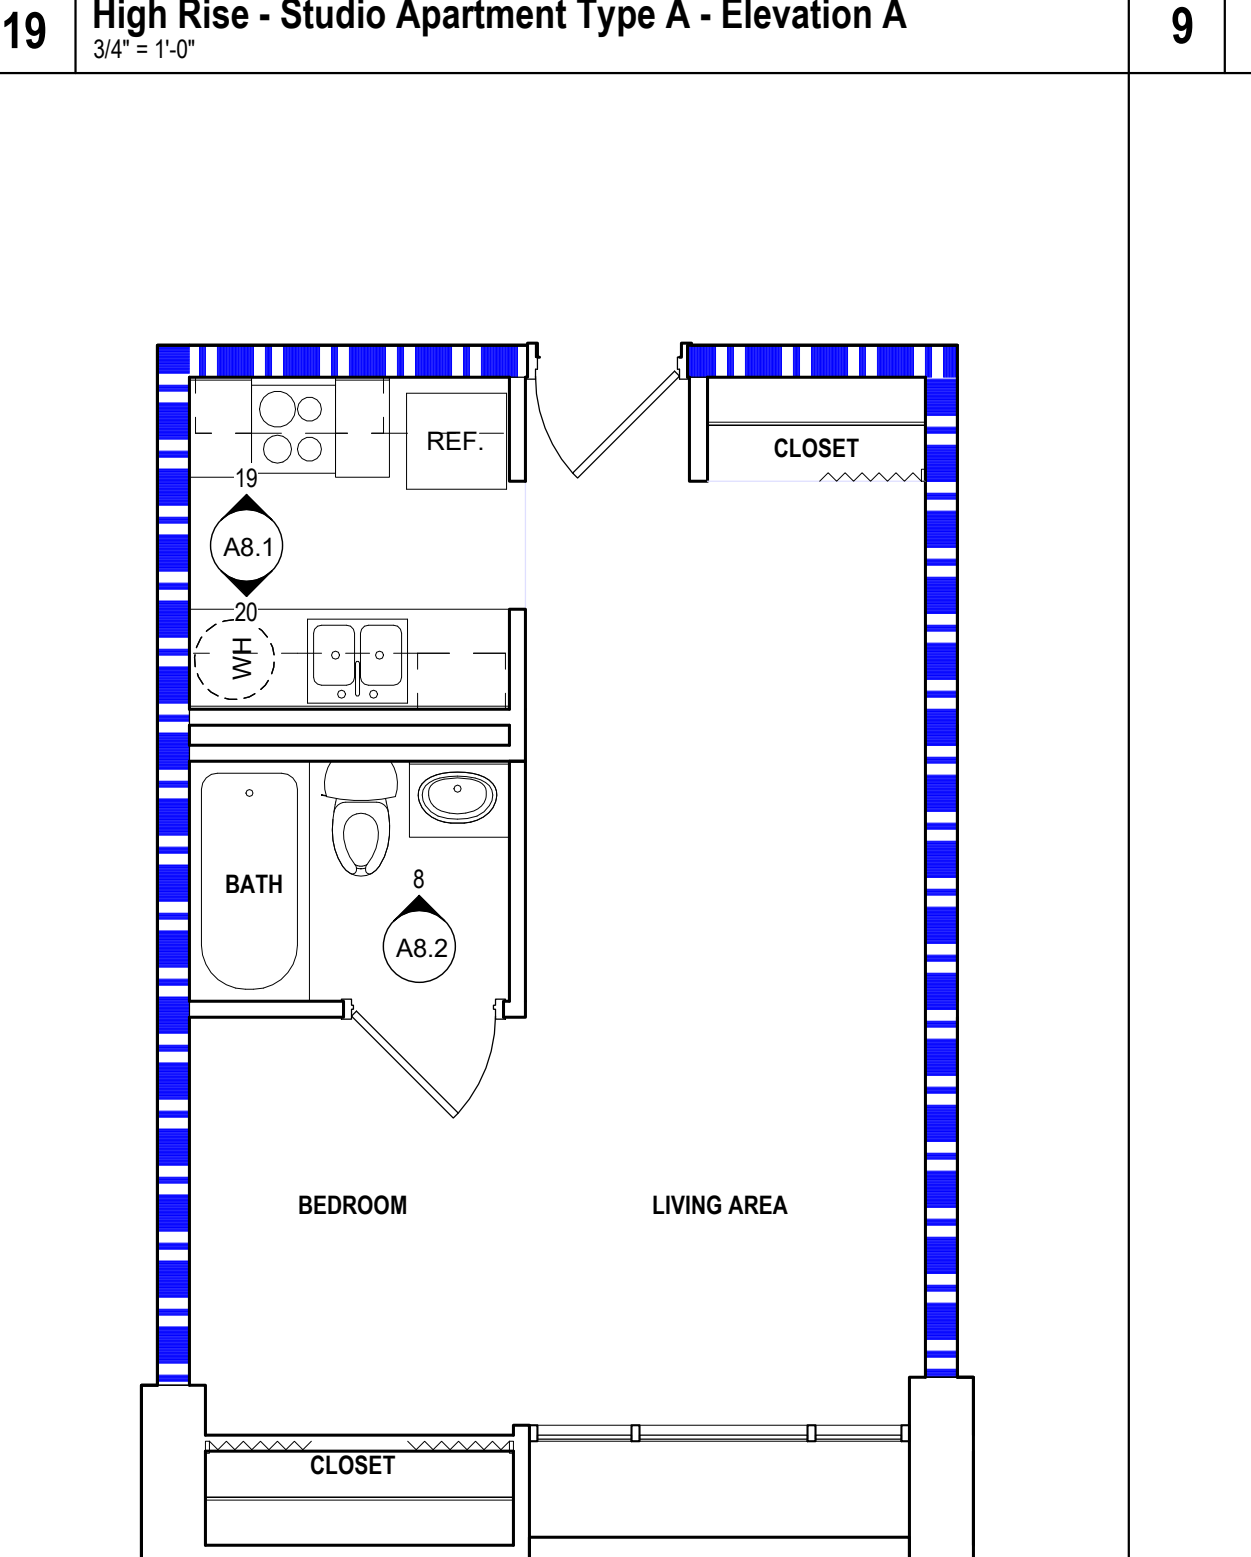 19
High Rise - Studio Apartment Type A - Elevation A
3/4" = 1'-0"
9
REF.
CLOSET
19
A8.1
20
WH
BATH
8
A8.2
BEDROOM
LIVING AREA
CLOSET